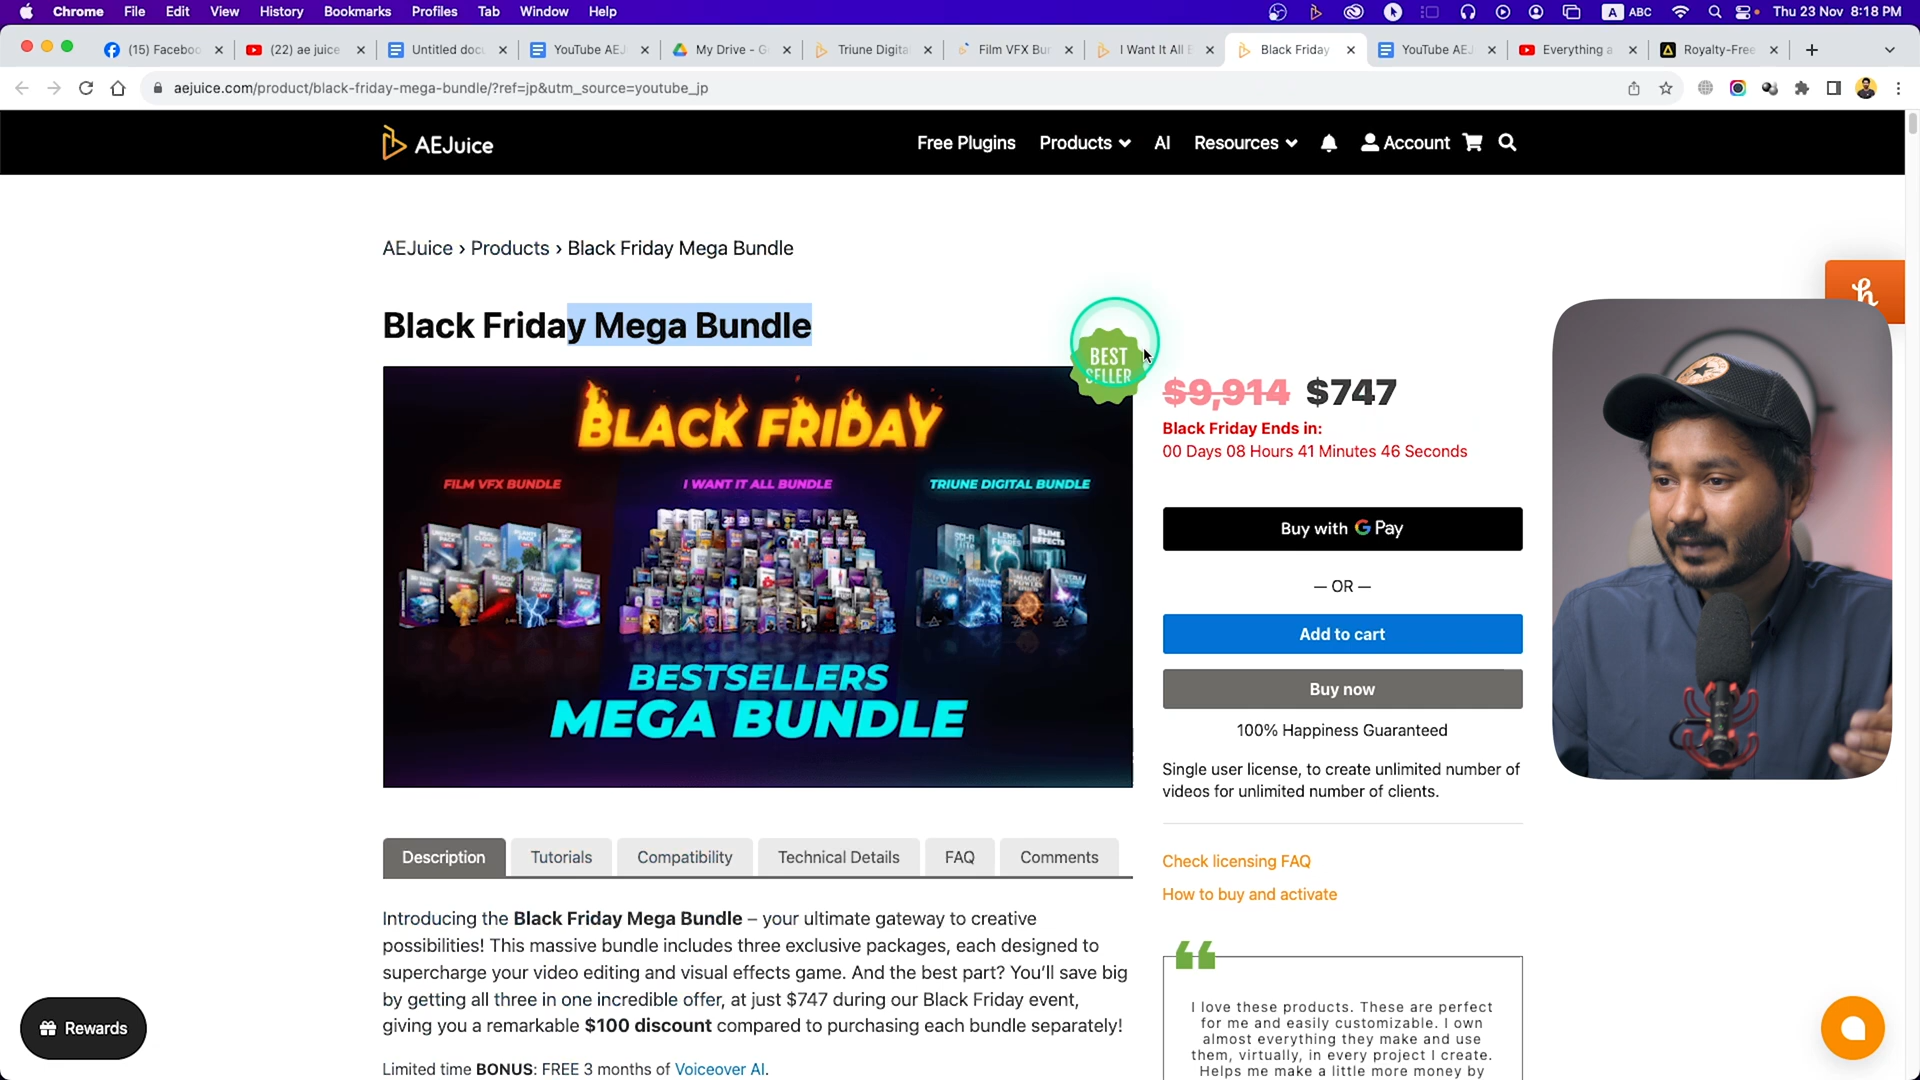 Chrome File Edit View History Bookmarks Profiles Tab Window Help
A ABC Thu 23 Nov 8:18 PM
(15) Faceboo
(22) ae juice
Untitled doc
YouTube AEJ
My Drive - G
Triune Digita
Film VFX Bun
I Want It All B
Black Friday
YouTube AEJ
Everything a
Royalty-Free
aejuice.com/product/black-friday-mega-bundle/?ref=jp&utm_source=youtube_jp
AEJuice
Free Plugins Products AI Resources Account
AEJuice › Products › Black Friday Mega Bundle
Black Friday Mega Bundle
BEST
SELLER
BLACK FRIDAY
FILM VFX BUNDLE
I WANT IT ALL BUNDLE
TRIUNE DIGITAL BUNDLE
BESTSELLERS
MEGA BUNDLE
$9,914 $747
Black Friday Ends in:
00 Days 08 Hours 41 Minutes 46 Seconds
Buy with G Pay
— OR —
Add to cart
Buy now
100% Happiness Guaranteed
Single user license, to create unlimited number of
videos for unlimited number of clients.
Check licensing FAQ
How to buy and activate
Description Tutorials Compatibility Technical Details FAQ Comments
Introducing the Black Friday Mega Bundle – your ultimate gateway to creative
possibilities! This massive bundle includes three exclusive packages, each designed to
supercharge your video editing and visual effects game. And the best part? You’ll save big
by getting all three in one incredible offer, at just $747 during our Black Friday event,
giving you a remarkable $100 discount compared to purchasing each bundle separately!
Limited time BONUS: FREE 3 months of Voiceover AI.
I love these products. These are perfect
for me and easily customizable. I own
almost everything they make and use
them, virtually, in every project I create.
Helps me make a little more money by
Rewards